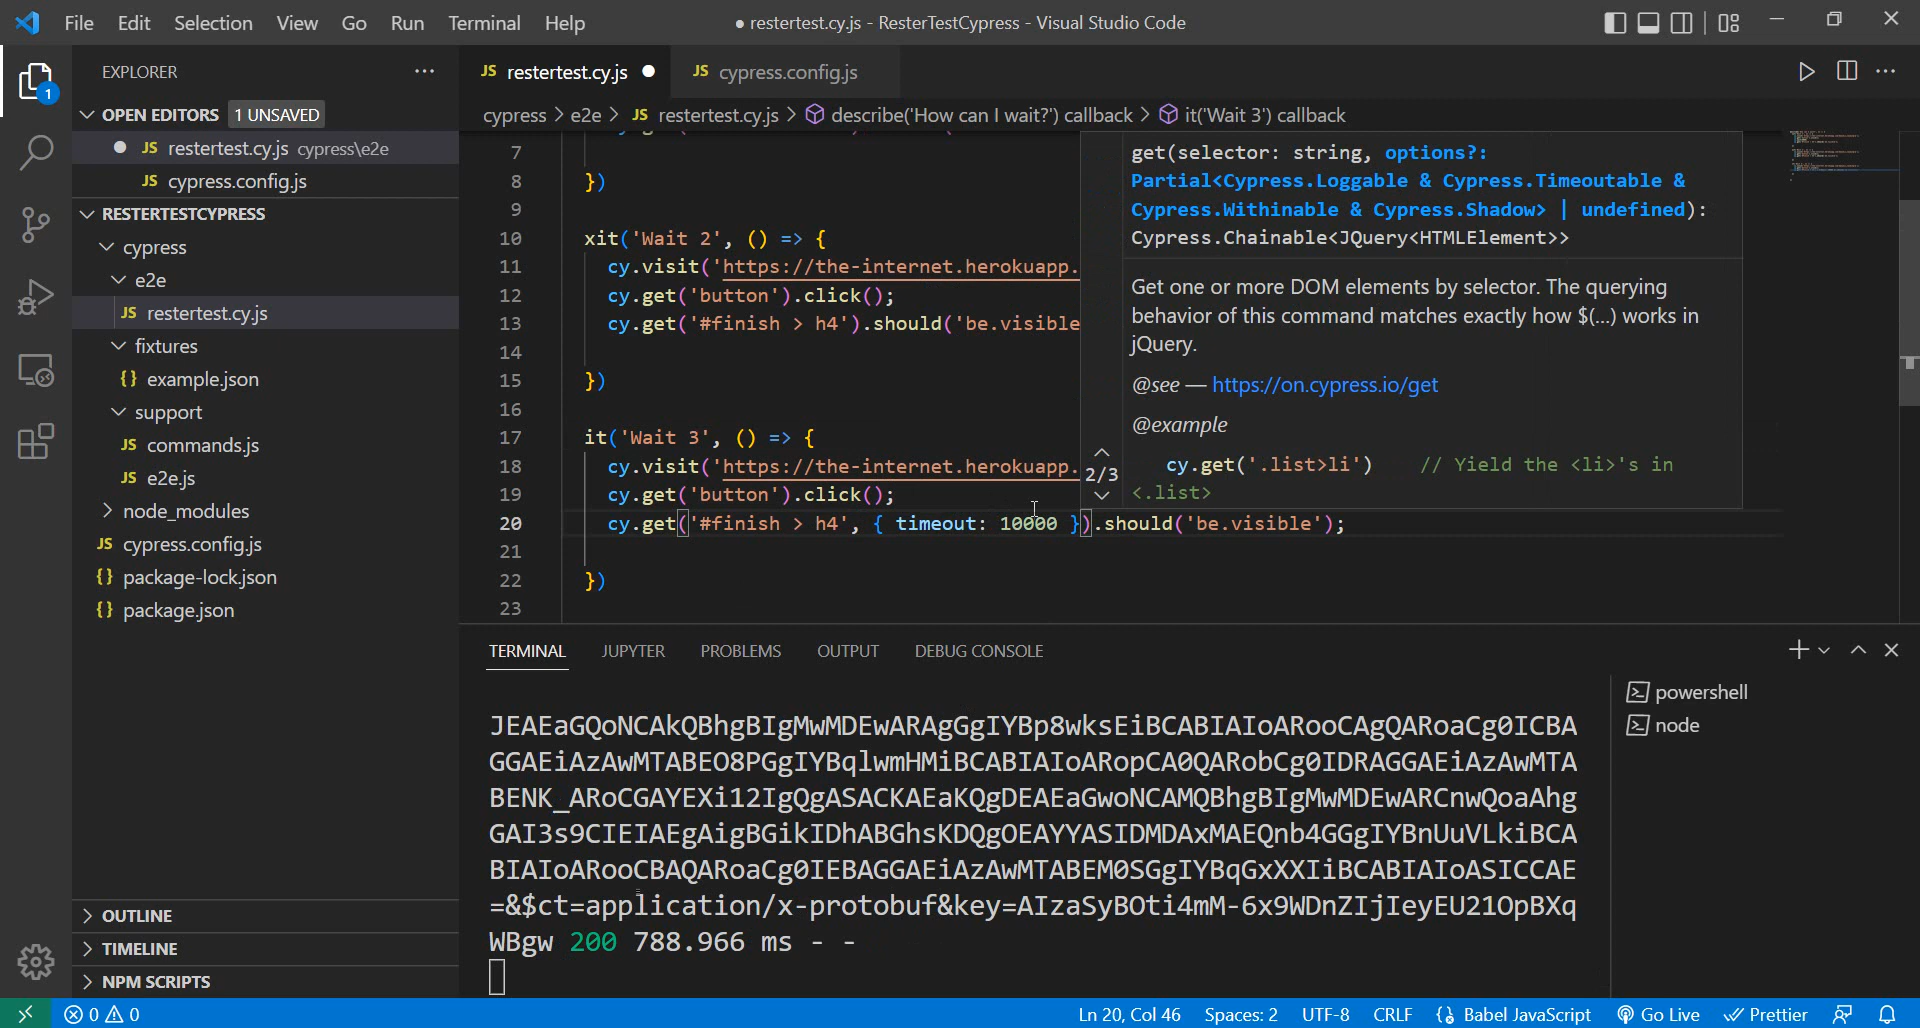 File Edit Selection View Go Run Terminal Help
● restertest.cy.js - ResterTestCypress - Visual Studio Code
EXPLORER
1
OPEN EDITORS 1 UNSAVED
JS restertest.cy.js cypress\e2e
JS cypress.config.js
RESTERTESTCYPRESS
cypress
e2e
JS restertest.cy.js
fixtures
{} example.json
support
JS commands.js
JS e2e.js
node_modules
JS cypress.config.js
{} package-lock.json
{} package.json
OUTLINE
TIMELINE
NPM SCRIPTS
JS restertest.cy.js ●
JS cypress.config.js
cypress > e2e > JS restertest.cy.js > describe('How can I wait?') callback > it('Wait 3') callback
7
8 })
9
10 xit('Wait 2', () => {
11 cy.visit('https://the-internet.herokuapp.
12 cy.get('button').click();
13 cy.get('#finish > h4').should('be.visible
14
15 })
16
17 it('Wait 3', () => {
18 cy.visit('https://the-internet.herokuapp.
19 cy.get('button').click();
20 cy.get('#finish > h4', { timeout: 10000 }).should('be.visible');
21
22 })
23
get(selector: string, options?:
Partial<Cypress.Loggable & Cypress.Timeoutable &
Cypress.Withinable & Cypress.Shadow> | undefined):
Cypress.Chainable<JQuery<HTMLElement>>
Get one or more DOM elements by selector. The querying
behavior of this command matches exactly how $(…) works in
jQuery.
@see — https://on.cypress.io/get
@example
2/3
cy.get('.list>li') // Yield the <li>'s in
<.list>
TERMINAL JUPYTER PROBLEMS OUTPUT DEBUG CONSOLE
JEAEaGQoNCAkQBhgBIgMwMDEwARAgGgIYBp8wksEiBCABIAIoARooCAgQARoaCg0ICBA
GGAEiAzAwMTABEO8PGgIYBqlwmHMiBCABIAIoARopCA0QARobCg0IDRAGGAEiAzAwMTA
BENK_ARoCGAYEXi12IgQgASACKAEaKQgDEAEaGwoNCAMQBhgBIgMwMDEwARCnwQoaAhg
GAI3s9CIEIAEgAigBGikIDhABGhsKDQgOEAYYASIDMDAxMAEQnb4GGgIYBnUuVLkiBCA
BIAIoARooCBAQARoaCg0IEBAGGAEiAzAwMTABEM0SGgIYBqGxXXIiBCABIAIoASICCAE
=&$ct=application/x-protobuf&key=AIzaSyBOti4mM-6x9WDnZIjIeyEU21OpBXq
WBgw 200 788.966 ms - -
powershell
node
0 0
Ln 20, Col 46 Spaces: 2 UTF-8 CRLF {} Babel JavaScript Go Live Prettier